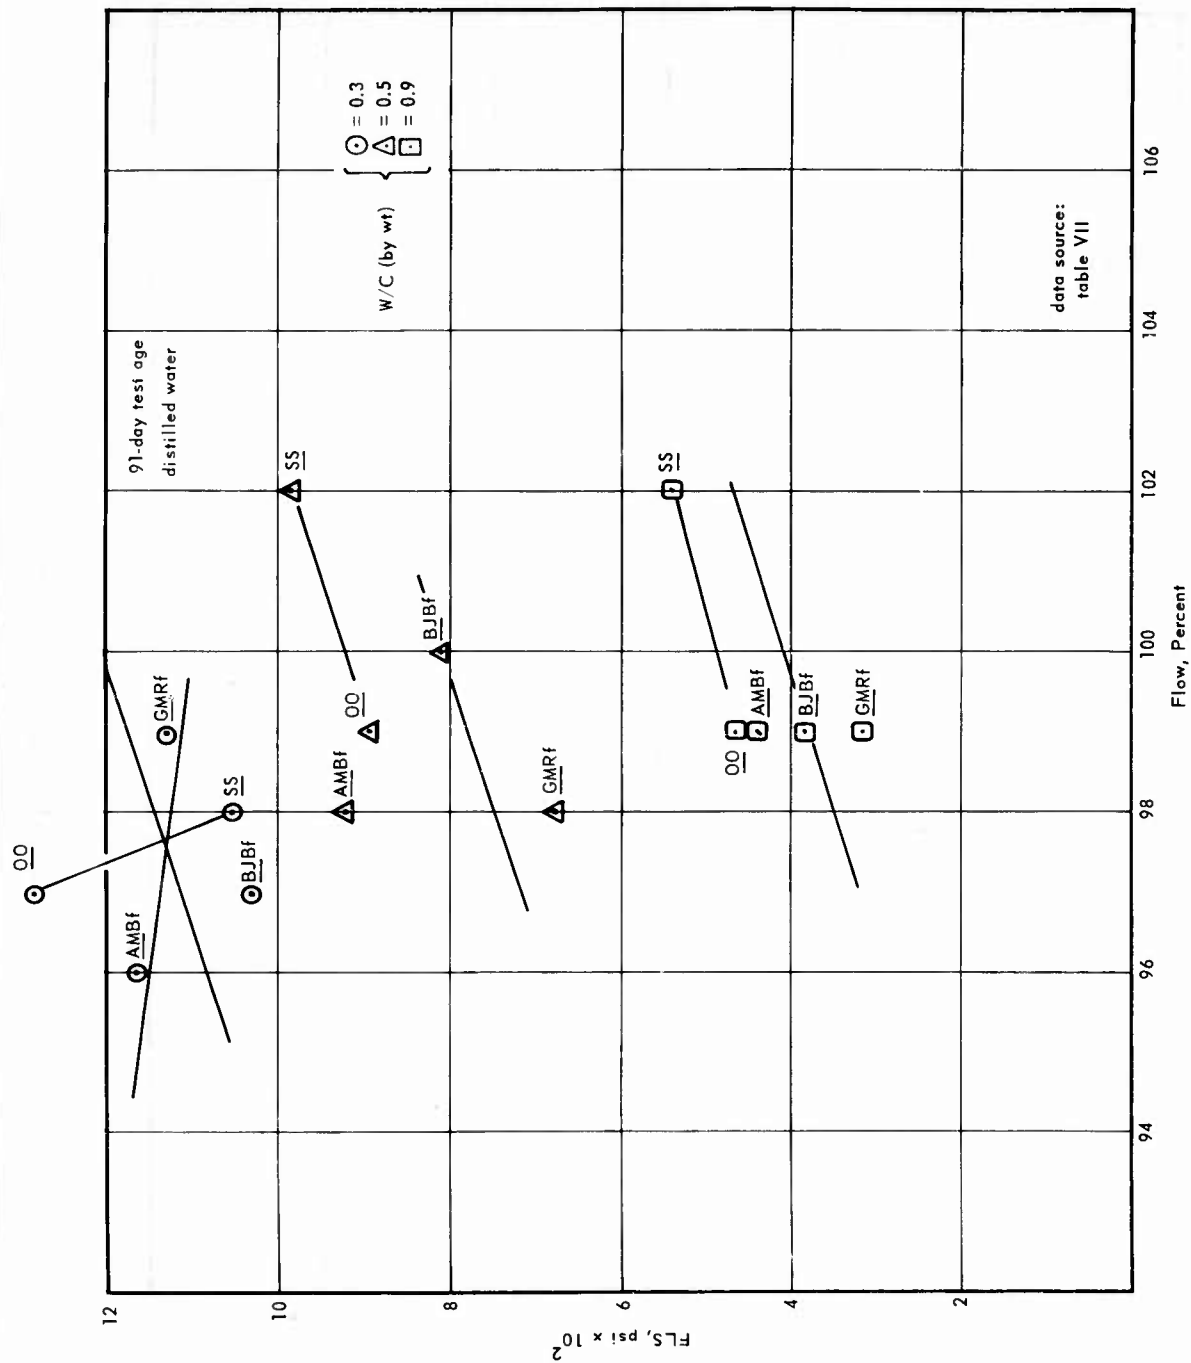 91-day test age
distilled water
W/C (by wt)
= 0.3
= 0.5
= 0.9
OO
AMBf
GMRf
SS
BJBf
SS
OO
AMBf
BJBf
GMRf
SS
OO
AMBf
BJBf
GMRf
data source:
table VII
12
10
8
6
4
2
FLS, psi x 10²
94
96
98
100
102
104
106
Flow, Percent